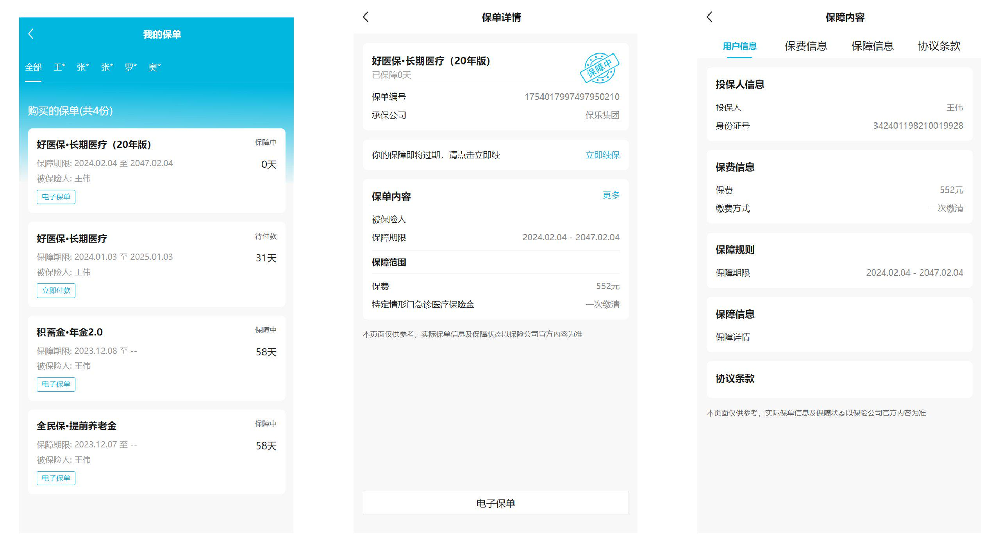 我的保单
全部 王* 张* 张* 罗* 奥*
购买的保单(共4份)
好医保·长期医疗（20年版） 保障中
保障期限: 2024.02.04 至 2047.02.04 0天
被保险人: 王伟
电子保单
好医保·长期医疗 待付款
保障期限: 2024.01.03 至 2025.01.03 31天
被保险人: 王伟
立即付款
积蓄金·年金2.0 保障中
保障期限: 2023.12.08 至 -- 58天
被保险人: 王伟
电子保单
全民保·提前养老金 保障中
保障期限: 2023.12.07 至 -- 58天
被保险人: 王伟
电子保单
保单详情
好医保·长期医疗（20年版）
已保障0天
保障中
保单编号 1754017997497950210
承保公司 保乐集团
你的保障即将过期，请点击立即续 立即续保
保单内容 更多
被保险人
保障期限 2024.02.04 - 2047.02.04
保障范围
保费 552元
特定情形门急诊医疗保险金 一次缴清
本页面仅供参考，实际保单信息及保障状态以保险公司官方内容为准
电子保单
保障内容
用户信息 保费信息 保障信息 协议条款
投保人信息
投保人 王伟
身份证号 342401198210019928
保费信息
保费 552元
缴费方式 一次缴清
保障规则
保障期限 2024.02.04 - 2047.02.04
保障信息
保障详情
协议条款
本页面仅供参考，实际保单信息及保障状态以保险公司官方内容为准